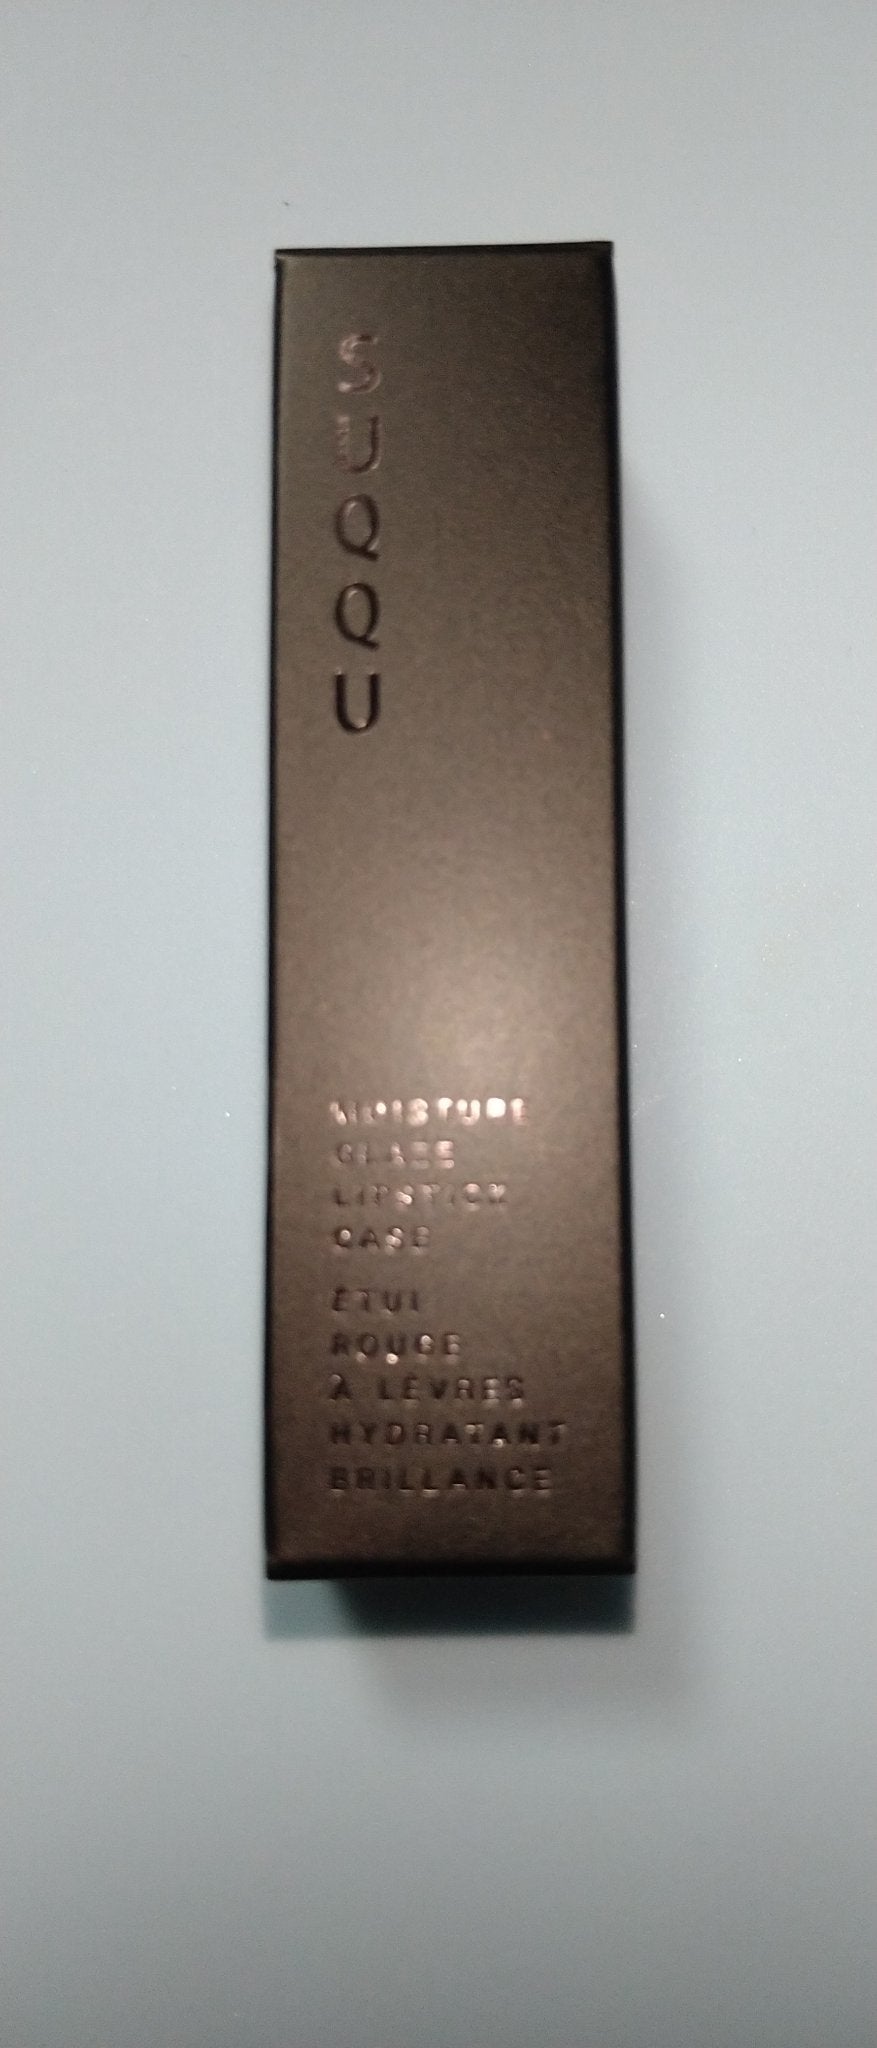 SUQQU
MOISTURE
GLAZE
LIPSTICK
CASE
ÉTUI
ROUGE
À LÈVRES
HYDRATANT
BRILLANCE